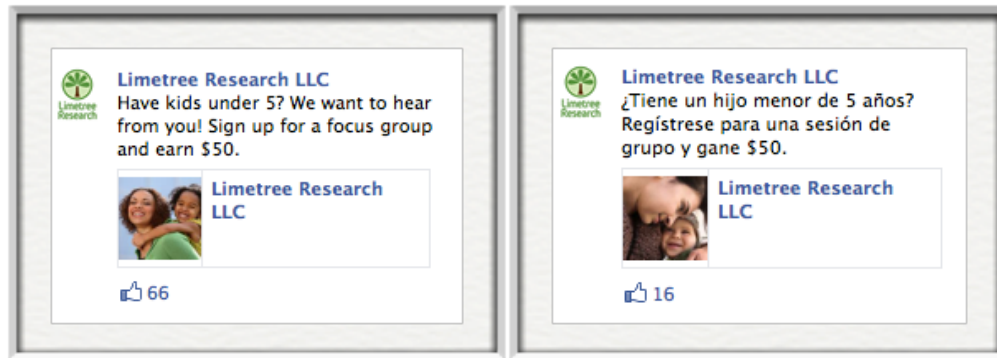 Limetree Research LLC
Have kids under 5? We want to hear
from you! Sign up for a focus group
and earn $50.
Limetree
Research
Limetree Research
LLC
66
Limetree Research LLC
¿Tiene un hijo menor de 5 años?
Regístrese para una sesión de
grupo y gane $50.
Limetree
Research
Limetree Research
LLC
16